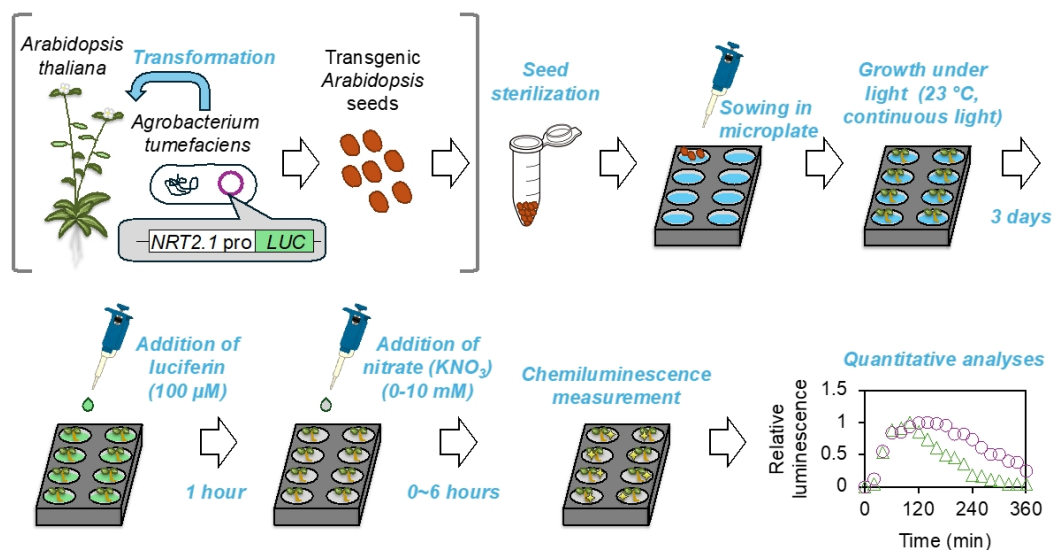 Arabidopsis
thaliana
Transformation
Agrobacterium
tumefaciens
NRT2.1 pro LUC
Transgenic
Arabidopsis
seeds
Seed
sterilization
Sowing in
microplate
Growth under
light (23 °C,
continuous light)
3 days
Addition of
luciferin
(100 µM)
1 hour
Addition of
nitrate (KNO₃)
(0-10 mM)
0~6 hours
Chemiluminescence
measurement
Quantitative analyses
Relative
luminescence
1.5
1
0.5
0
0 120 240 360
Time (min)